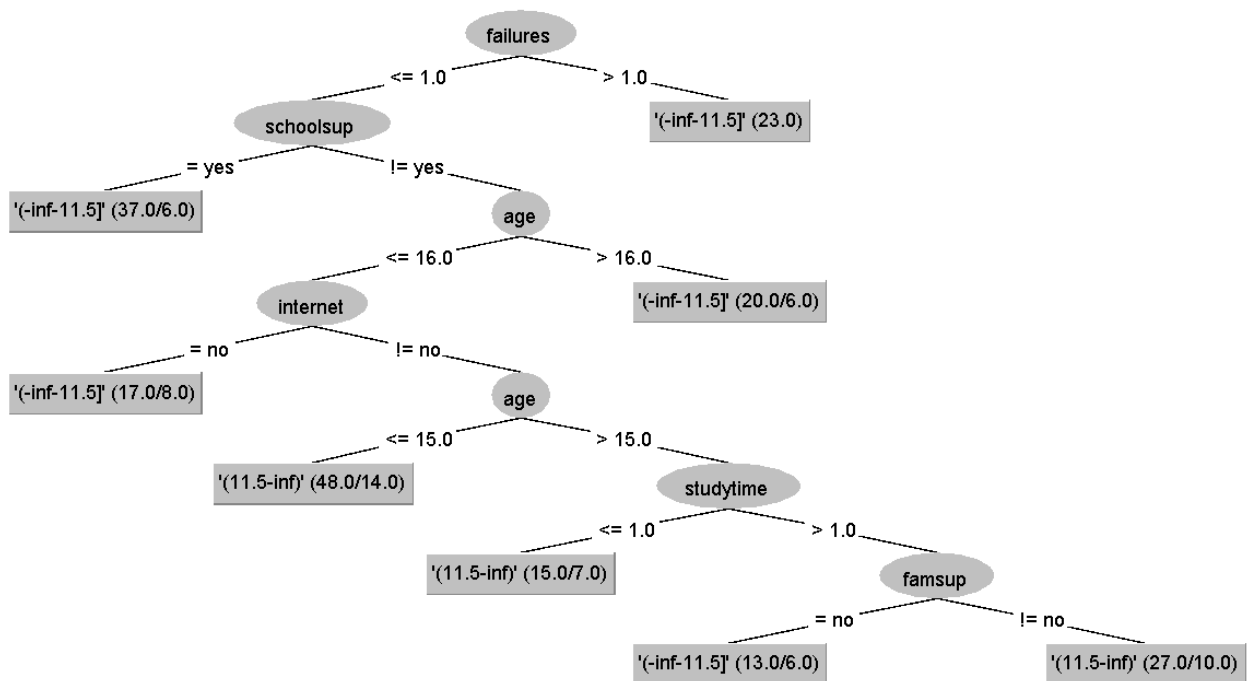 failures
<= 1.0
> 1.0
schoolsup
'(-inf-11.5]' (23.0)
= yes
!= yes
'(-inf-11.5]' (37.0/6.0)
age
<= 16.0
> 16.0
internet
'(-inf-11.5]' (20.0/6.0)
= no
!= no
'(-inf-11.5]' (17.0/8.0)
age
<= 15.0
> 15.0
'(11.5-inf)' (48.0/14.0)
studytime
<= 1.0
> 1.0
'(11.5-inf)' (15.0/7.0)
famsup
= no
!= no
'(-inf-11.5]' (13.0/6.0)
'(11.5-inf)' (27.0/10.0)